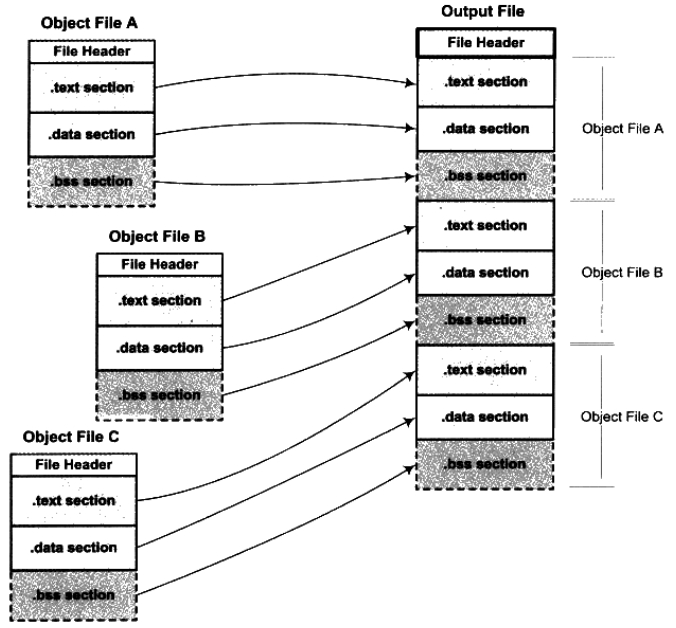 Object File A
File Header
.text section
.data section
.bss section
Object File B
File Header
.text section
.data section
.bss section
Object File C
File Header
.text section
.data section
.bss section
Output File
File Header
.text section
.data section
.bss section
Object File A
.text section
.data section
.bss section
Object File B
.text section
.data section
.bss section
Object File C